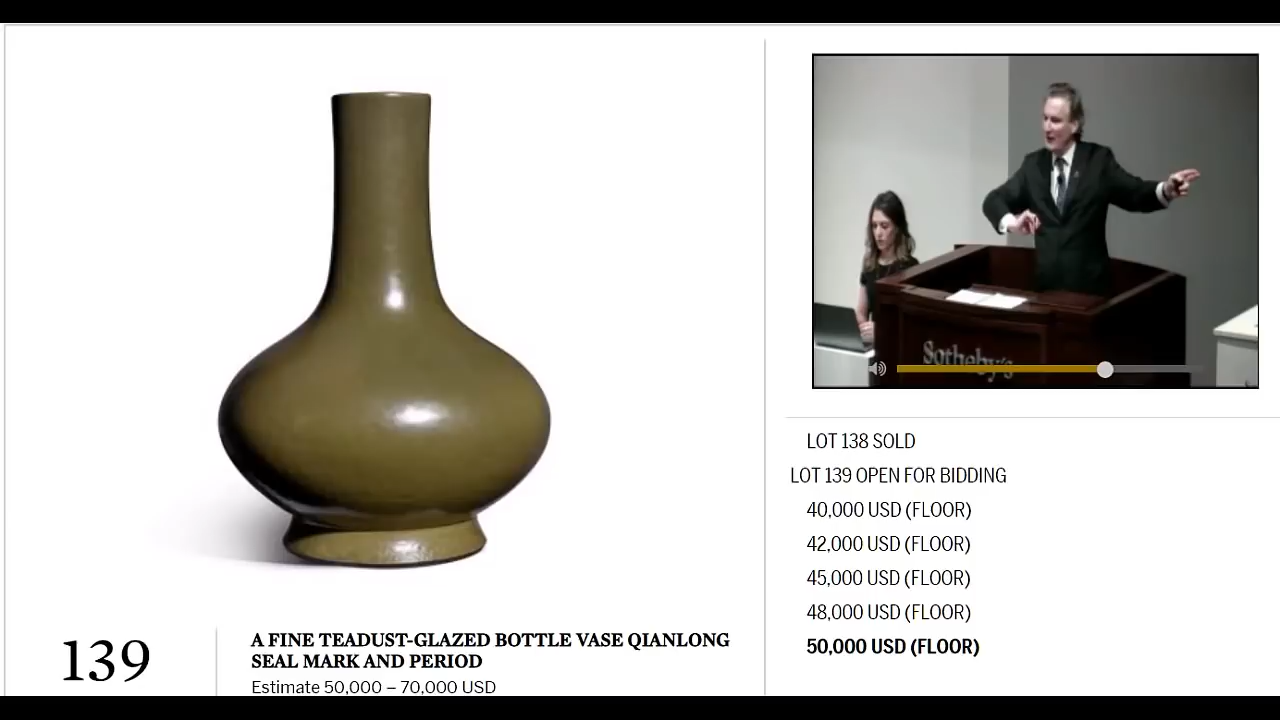 139
A FINE TEADUST-GLAZED BOTTLE VASE QIANLONG
SEAL MARK AND PERIOD
Estimate 50,000 – 70,000 USD
Sotheby's
LOT 138 SOLD
LOT 139 OPEN FOR BIDDING
40,000 USD (FLOOR)
42,000 USD (FLOOR)
45,000 USD (FLOOR)
48,000 USD (FLOOR)
50,000 USD (FLOOR)